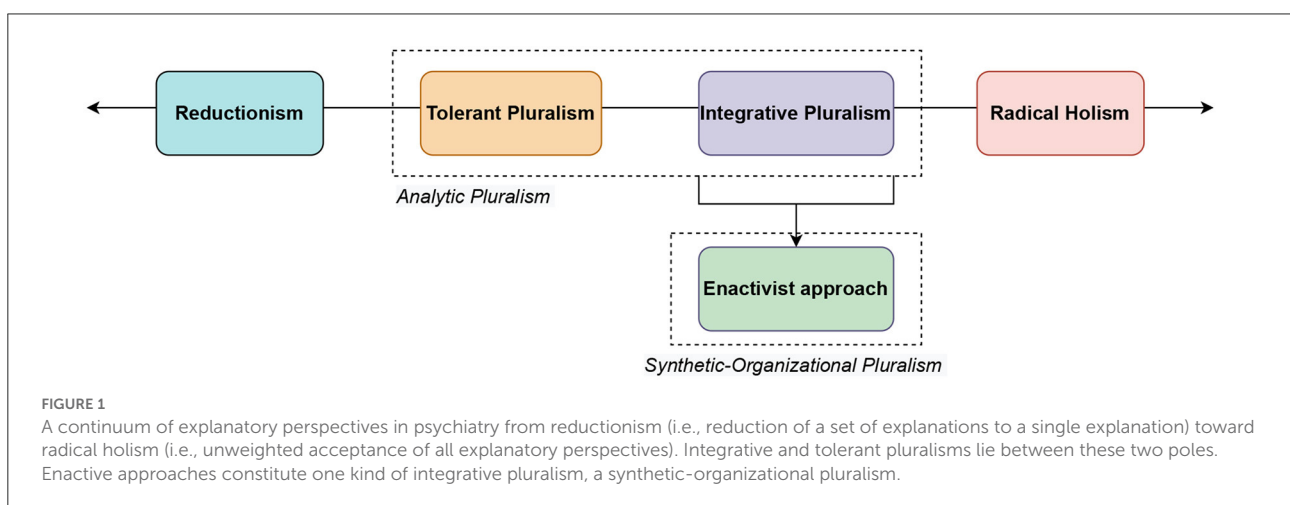 Reductionism
Tolerant Pluralism
Integrative Pluralism
Radical Holism
Analytic Pluralism
Enactivist approach
Synthetic-Organizational Pluralism
FIGURE 1
A continuum of explanatory perspectives in psychiatry from reductionism (i.e., reduction of a set of explanations to a single explanation) toward
radical holism (i.e., unweighted acceptance of all explanatory perspectives). Integrative and tolerant pluralisms lie between these two poles.
Enactive approaches constitute one kind of integrative pluralism, a synthetic-organizational pluralism.